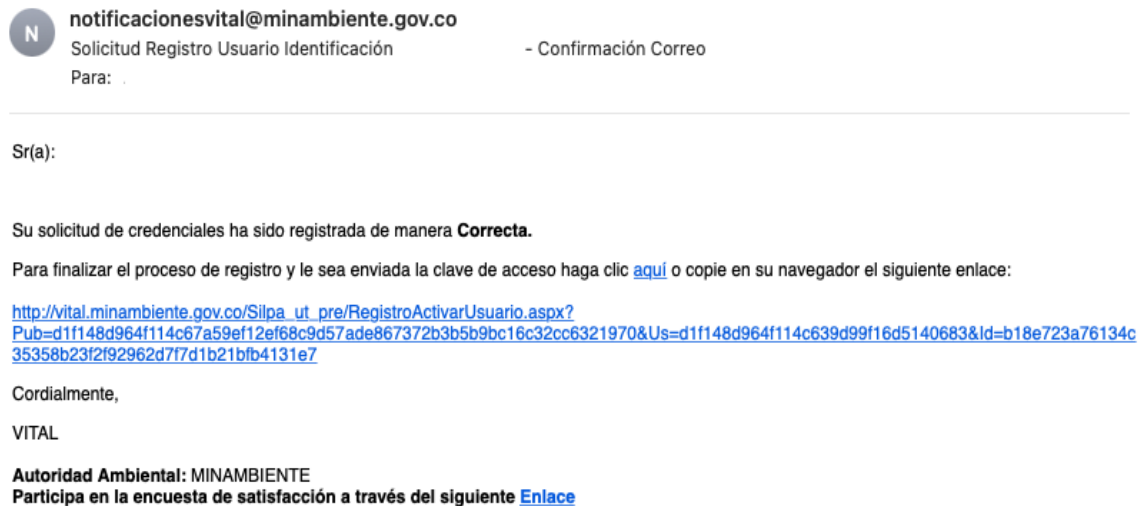 N
notificacionesvital@minambiente.gov.co
Solicitud Registro Usuario Identificación - Confirmación Correo
Para:
Sr(a):
Su solicitud de credenciales ha sido registrada de manera Correcta.
Para finalizar el proceso de registro y le sea enviada la clave de acceso haga clic aquí o copie en su navegador el siguiente enlace:
http://vital.minambiente.gov.co/Silpa_ut_pre/RegistroActivarUsuario.aspx?
Pub=d1f148d964f114c67a59ef12ef68c9d57ade867372b3b5b9bc16c32cc6321970&Us=d1f148d964f114c639d99f16d5140683&Id=b18e723a76134c
35358b23f2f92962d7f7d1b21bfb4131e7
Cordialmente,
VITAL
Autoridad Ambiental: MINAMBIENTE
Participa en la encuesta de satisfacción a través del siguiente Enlace